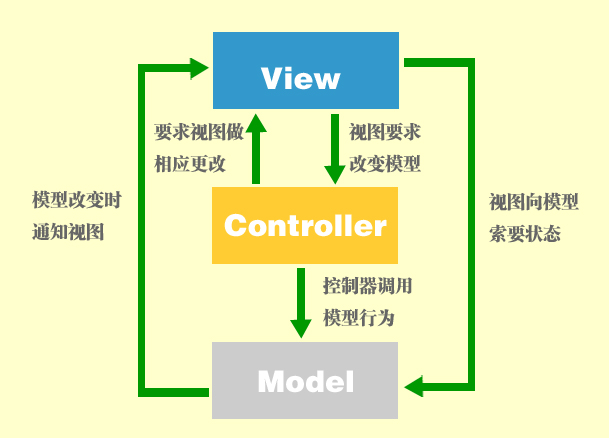 View
要求视图做
相应更改
视图要求
改变模型
模型改变时
通知视图
视图向模型
索要状态
Controller
控制器调用
模型行为
Model